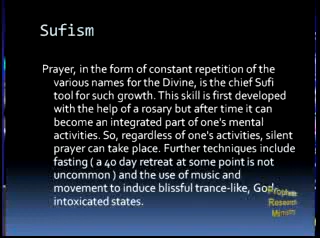 Sufism
Prayer, in the form of constant repetition of the
various names for the Divine, is the chief Sufi
tool for such growth. This skill is first developed
with the help of a rosary but after time it can
become an integrated part of one's mental
activities. So, regardless of one's activities, silent
prayer can take place. Further techniques include
fasting ( a 40 day retreat at some point is not
uncommon ) and the use of music and
movement to induce blissful trance-like, God
intoxicated states.
Prophetic
Research
Ministry